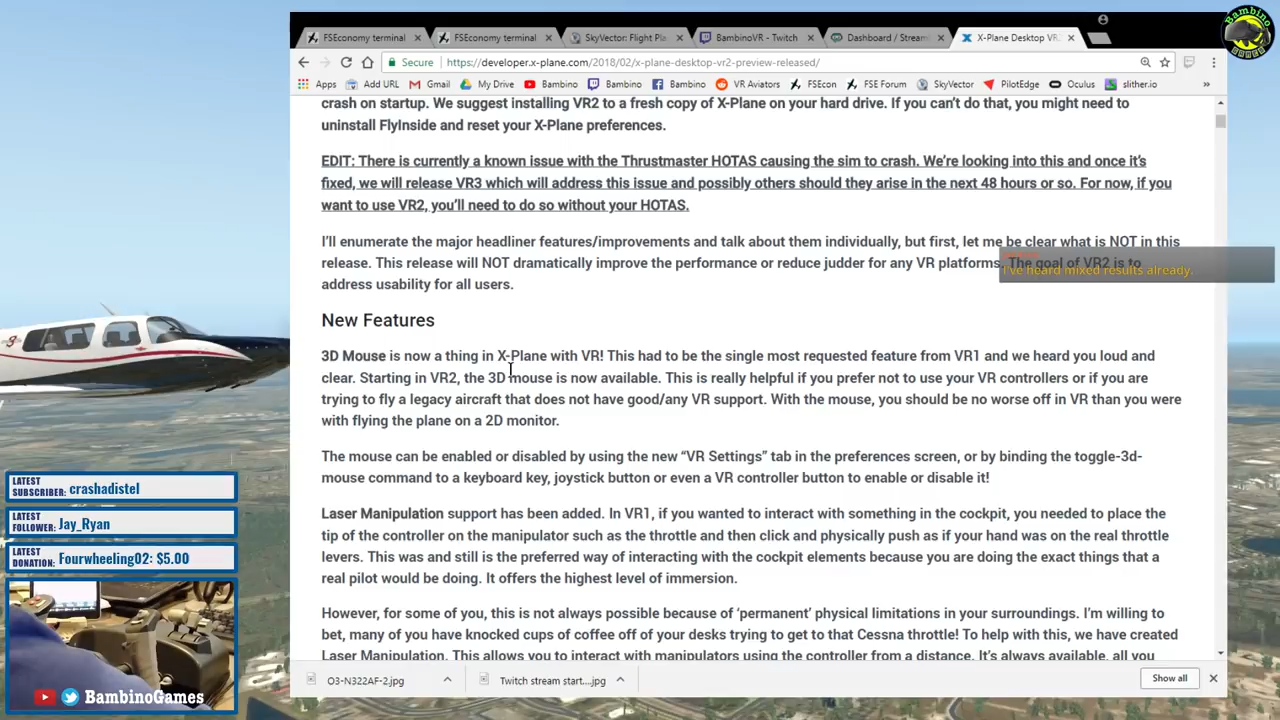 Bambino
GAMES
FSEconomy terminal
FSEconomy terminal
SkyVector: Flight Pla
BambinoVR - Twitch
Dashboard / Stream
X-Plane Desktop VR
Secure
https://developer.x-plane.com/2018/02/x-plane-desktop-vr2-preview-released/
Apps
Add URL
Gmail
My Drive
Bambino
Bambino
Bambino
VR Aviators
FSEcon
FSE Forum
SkyVector
PilotEdge
Oculus
slither.io
»
crash on startup. We suggest installing VR2 to a fresh copy of X-Plane on your hard drive. If you can't do that, you might need to
uninstall FlyInside and reset your X-Plane preferences.
EDIT: There is currently a known issue with the Thrustmaster HOTAS causing the sim to crash. We're looking into this and once it's
fixed, we will release VR3 which will address this issue and possibly others should they arise in the next 48 hours or so. For now, if you
want to use VR2, you'll need to do so without your HOTAS.
I'll enumerate the major headliner features/improvements and talk about them individually, but first, let me be clear what is NOT in this
release. This release will NOT dramatically improve the performance or reduce judder for any VR platforms. The goal of VR2 is to
I've heard mixed results already.
address usability for all users.
New Features
3D Mouse is now a thing in X-Plane with VR! This had to be the single most requested feature from VR1 and we heard you loud and
clear. Starting in VR2, the 3D mouse is now available. This is really helpful if you prefer not to use your VR controllers or if you are
trying to fly a legacy aircraft that does not have good/any VR support. With the mouse, you should be no worse off in VR than you were
with flying the plane on a 2D monitor.
The mouse can be enabled or disabled by using the new "VR Settings" tab in the preferences screen, or by binding the toggle-3d-
mouse command to a keyboard key, joystick button or even a VR controller button to enable or disable it!
Laser Manipulation support has been added. In VR1, if you wanted to interact with something in the cockpit, you needed to place the
tip of the controller on the manipulator such as the throttle and then click and physically push as if your hand was on the real throttle
levers. This was and still is the preferred way of interacting with the cockpit elements because you are doing the exact things that a
real pilot would be doing. It offers the highest level of immersion.
However, for some of you, this is not always possible because of 'permanent' physical limitations in your surroundings. I'm willing to
bet, many of you have knocked cups of coffee off of your desks trying to get to that Cessna throttle! To help with this, we have created
Laser Manipulation. This allows you to interact with manipulators using the controller from a distance. It's always available, all you
O3-N322AF-2.jpg
Twitch stream start....jpg
Show all
LATEST
SUBSCRIBER: crashadistel
LATEST
FOLLOWER: Jay_Ryan
LATEST
DONATION: Fourwheeling02: $5.00
BambinoGames